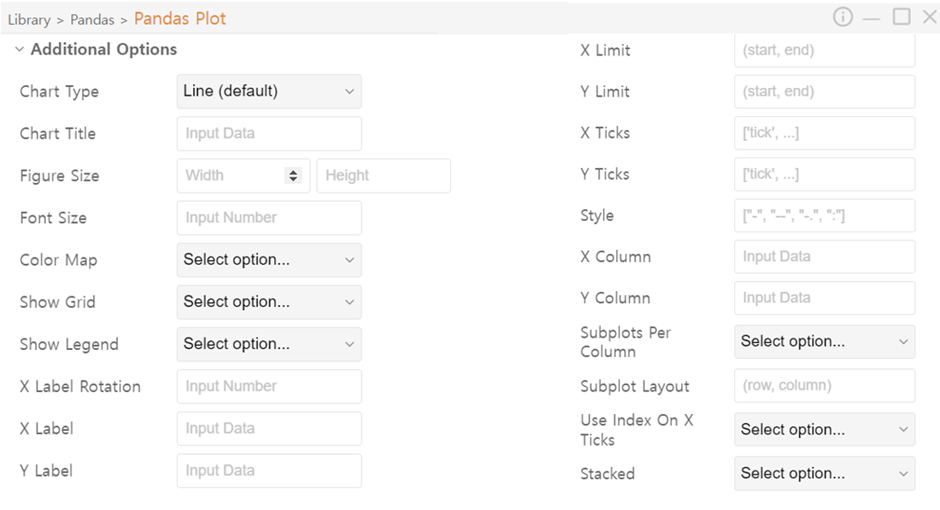 Library > Pandas > Pandas Plot
Additional Options
Chart Type Line (default)
Chart Title Input Data
Figure Size Width Height
Font Size Input Number
Color Map Select option...
Show Grid Select option...
Show Legend Select option...
X Label Rotation Input Number
X Label Input Data
Y Label Input Data
X Limit (start, end)
Y Limit (start, end)
X Ticks ['tick', ...]
Y Ticks ['tick', ...]
Style ["-", "--", "-.", ":"]
X Column Input Data
Y Column Input Data
Subplots Per
Column Select option...
Subplot Layout (row, column)
Use Index On X
Ticks Select option...
Stacked Select option...